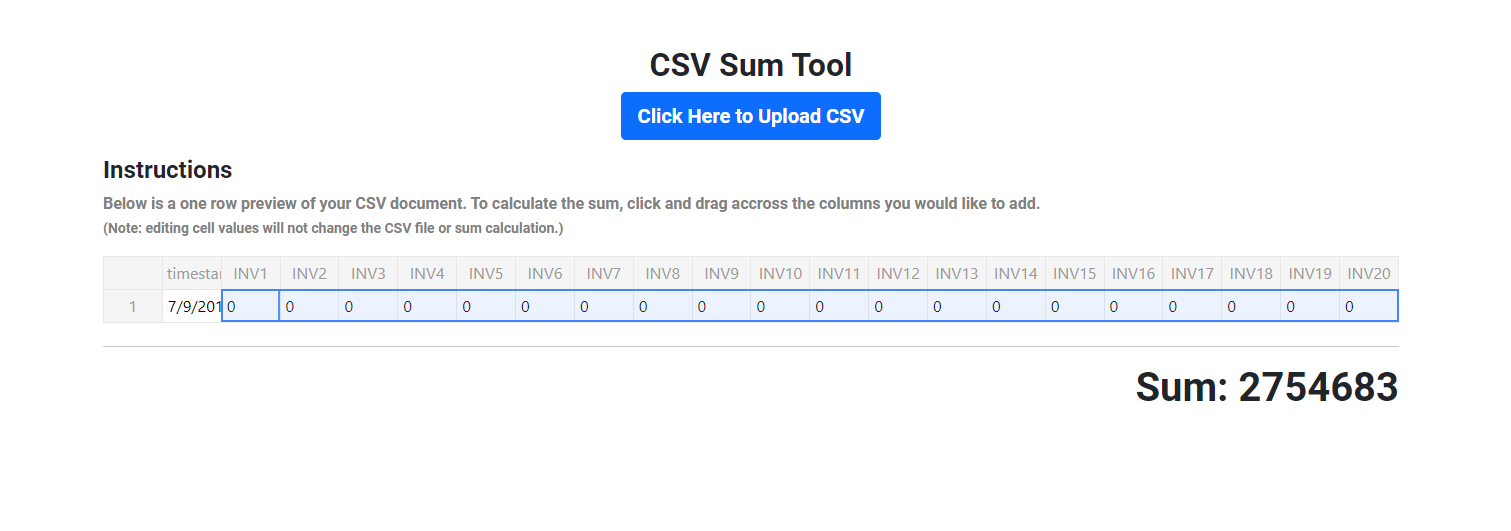 CSV Sum Tool
Click Here to Upload CSV
Instructions
Below is a one row preview of your CSV document. To calculate the sum, click and drag accross the columns you would like to add.
(Note: editing cell values will not change the CSV file or sum calculation.)
timestar INV1 INV2 INV3 INV4 INV5 INV6 INV7 INV8 INV9 INV10 INV11 INV12 INV13 INV14 INV15 INV16 INV17 INV18 INV19 INV20
1 7/9/201 0 0 0 0 0 0 0 0 0 0 0 0 0 0 0 0 0 0 0 0
Sum: 2754683